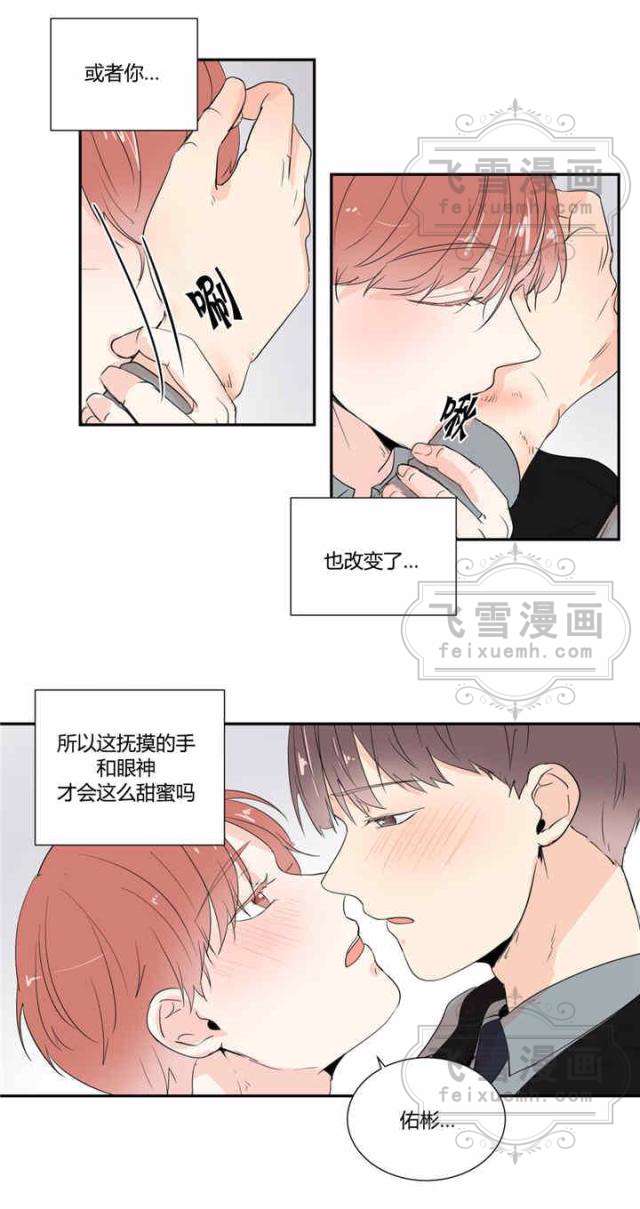 或者你...
飞雪漫画
feixuemh.com
唰
也改变了...
飞雪漫画
feixuemh.com
所以这抚摸的手
和眼神
才会这么甜蜜吗
飞雪漫画
feixuemh.com
佑彬...